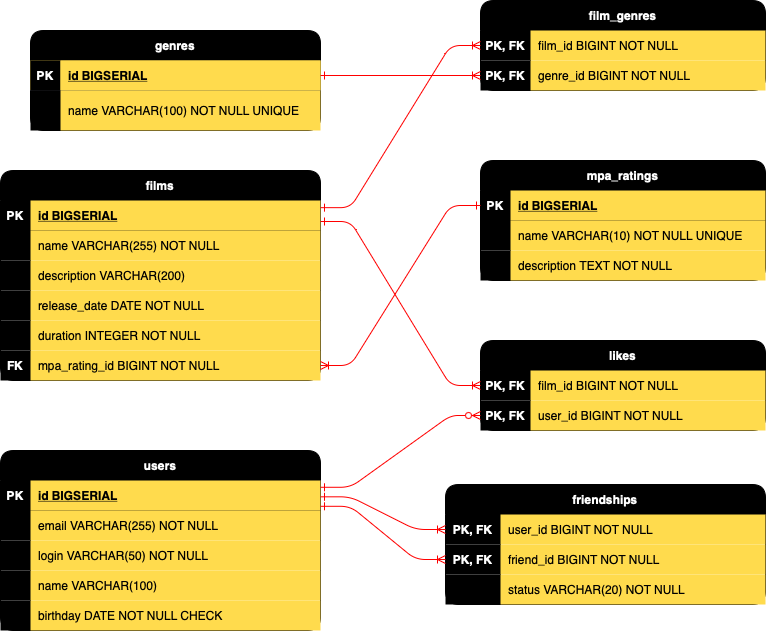 genres
PK id BIGSERIAL
name VARCHAR(100) NOT NULL UNIQUE
film_genres
PK, FK film_id BIGINT NOT NULL
PK, FK genre_id BIGINT NOT NULL
films
PK id BIGSERIAL
name VARCHAR(255) NOT NULL
description VARCHAR(200)
release_date DATE NOT NULL
duration INTEGER NOT NULL
FK mpa_rating_id BIGINT NOT NULL
mpa_ratings
PK id BIGSERIAL
name VARCHAR(10) NOT NULL UNIQUE
description TEXT NOT NULL
likes
PK, FK film_id BIGINT NOT NULL
PK, FK user_id BIGINT NOT NULL
users
PK id BIGSERIAL
email VARCHAR(255) NOT NULL
login VARCHAR(50) NOT NULL
name VARCHAR(100)
birthday DATE NOT NULL CHECK
friendships
PK, FK user_id BIGINT NOT NULL
PK, FK friend_id BIGINT NOT NULL
status VARCHAR(20) NOT NULL